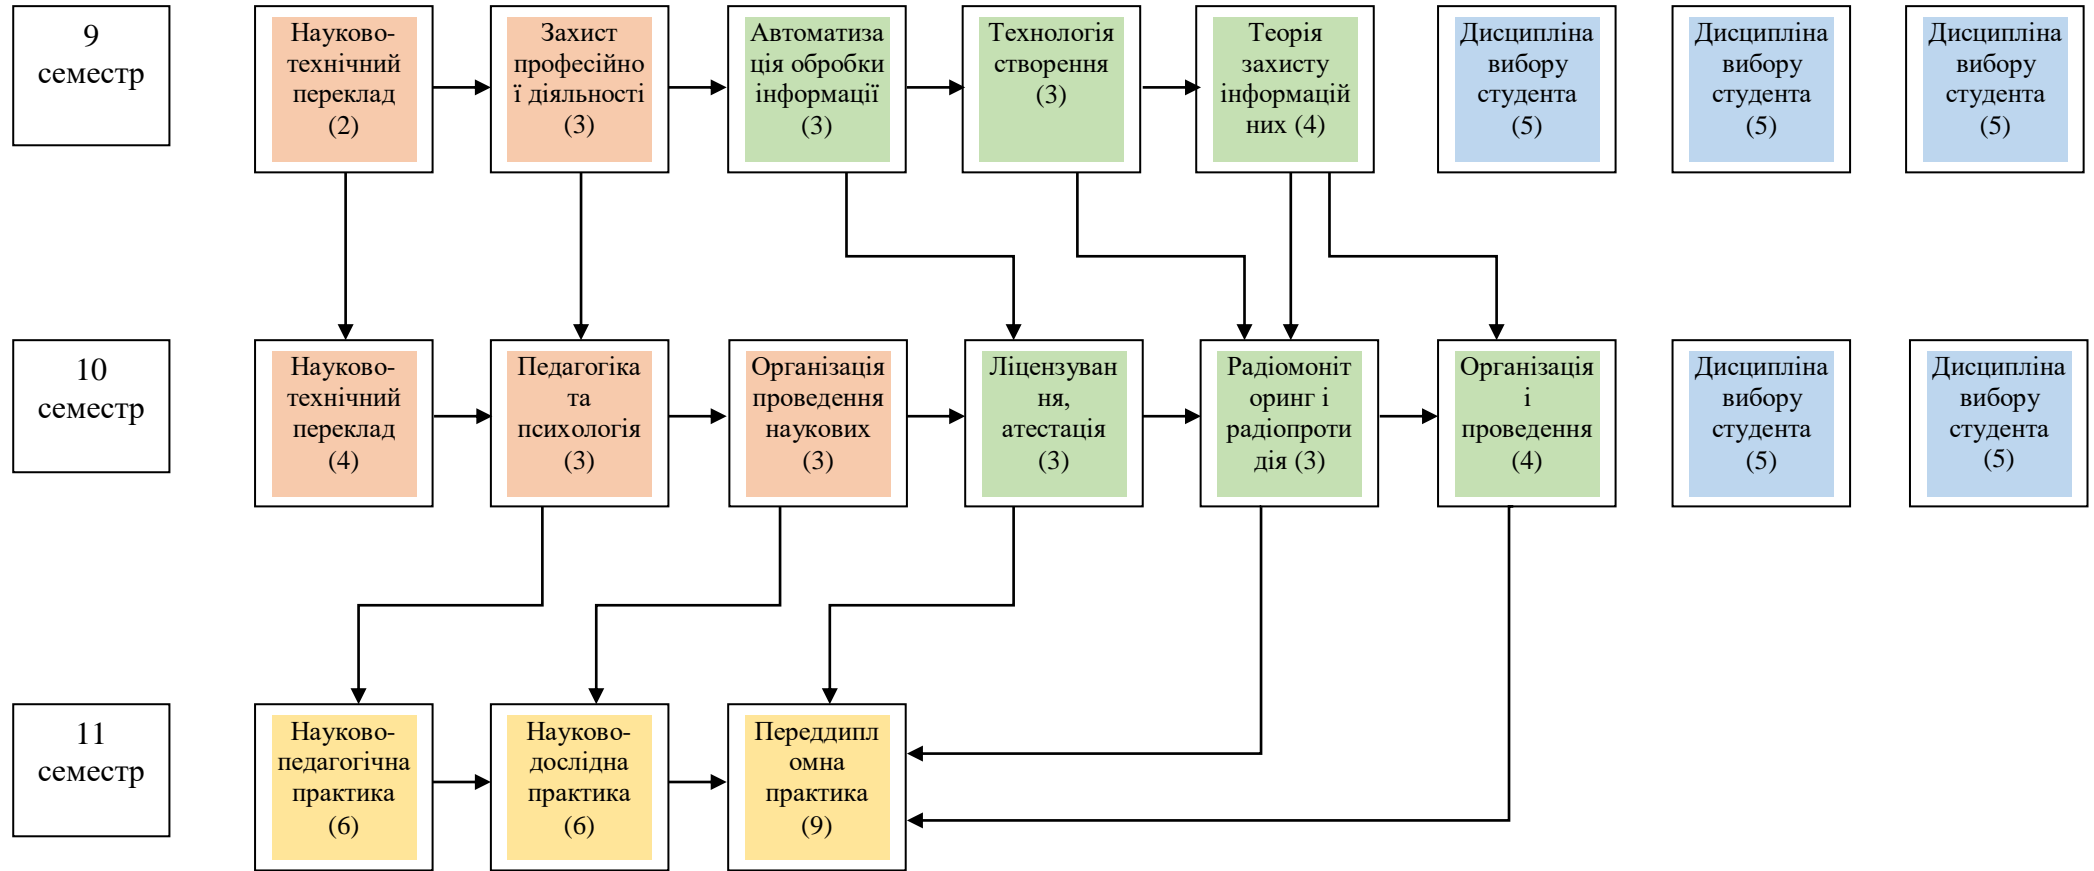 9
семестр
Науково-
технічний
переклад
(2)
Захист
професійно
ї діяльності
(3)
Автоматиза
ція обробки
інформації
(3)
Технологія
створення
(3)
Теорія
захисту
інформацій
них (4)
Дисципліна
вибору
студента
(5)
Дисципліна
вибору
студента
(5)
Дисципліна
вибору
студента
(5)
10
семестр
Науково-
технічний
переклад
(4)
Педагогіка
та
психологія
(3)
Організація
проведення
наукових
(3)
Ліцензуван
ня,
атестація
(3)
Радіомоніт
оринг і
радіопроти
дія (3)
Організація
і
проведення
(4)
Дисципліна
вибору
студента
(5)
Дисципліна
вибору
студента
(5)
11
семестр
Науково-
педагогічна
практика
(6)
Науково-
дослідна
практика
(6)
Переддипл
омна
практика
(9)